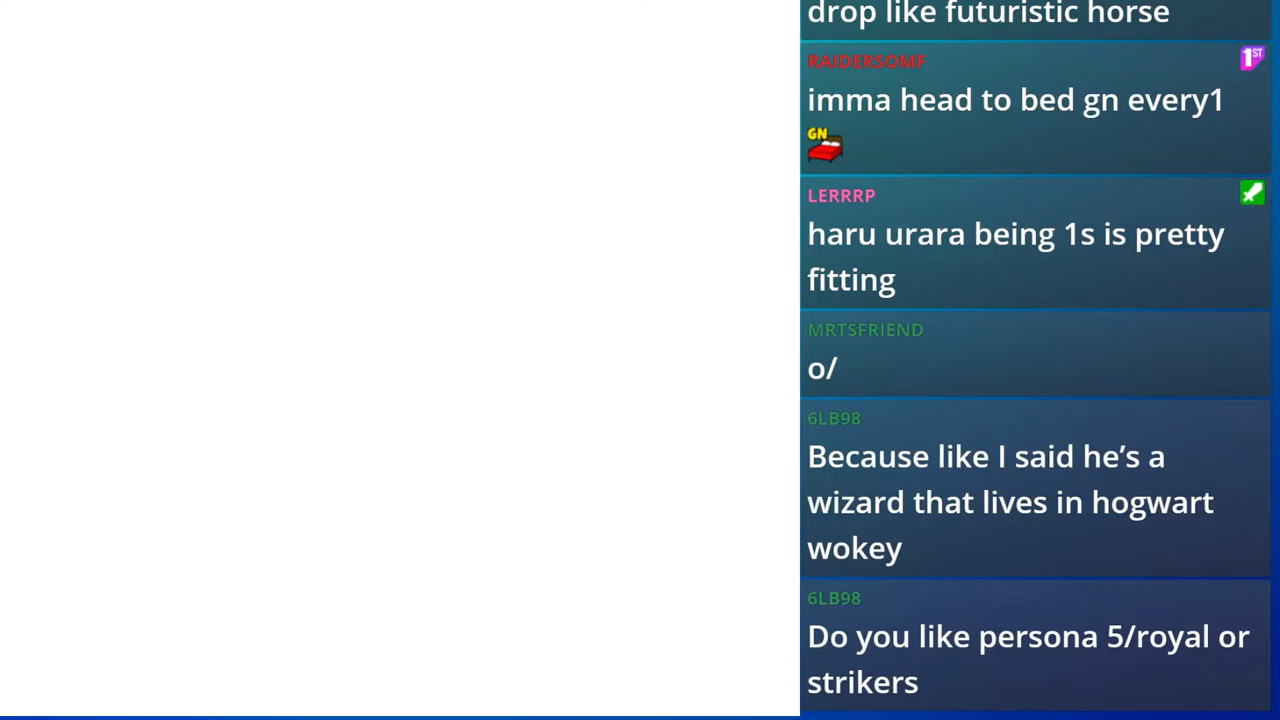 drop like futuristic horse
RAIDERSOMF
1ST
imma head to bed gn every1
GN
LERRRP
haru urara being 1s is pretty
fitting
MRTSFRIEND
o/
6LB98
Because like I said he’s a
wizard that lives in hogwart
wokey
6LB98
Do you like persona 5/royal or
strikers